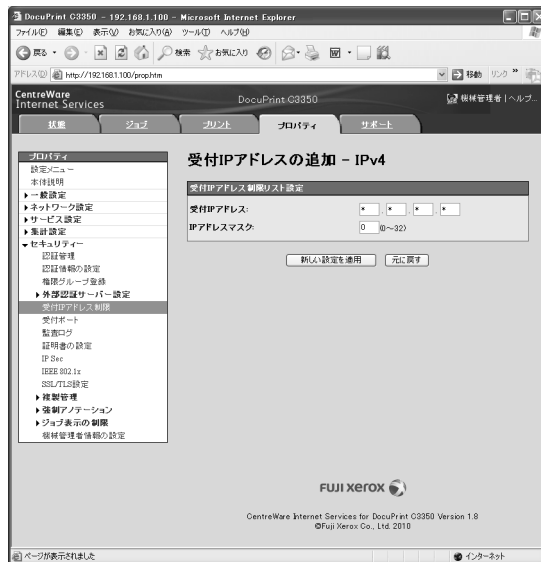 DocuPrint C3350 - 192.168.1.100 - Microsoft Internet Explorer
ファイル(F) 編集(E) 表示(V) お気に入り(A) ツール(T) ヘルプ(H)
戻る 検索 お気に入り
アドレス(D) http://192.168.1.100/prop.htm 移動 リンク »
CentreWare
Internet Services
DocuPrint C3350
機械管理者 | ヘルプ...
状態 ジョブ プリント プロパティ サポート
プロパティ
設定メニュー
本体説明
一般設定
ネットワーク設定
サービス設定
集計設定
セキュリティー
認証管理
認証情報の設定
権限グループ登録
外部認証サーバー設定
受付IPアドレス制限
受付ポート
監査ログ
証明書の設定
IP Sec
IEEE 802.1x
SSL/TLS設定
複製管理
強制アノテーション
ジョブ表示の制限
機械管理者情報の設定
受付IPアドレスの追加 - IPv4
受付IPアドレス制限リスト設定
受付IPアドレス: * . * . * . *
IPアドレスマスク: 0 (0~32)
新しい設定を適用 元に戻す
FUJI XEROX
CentreWare Internet Services for DocuPrint C3350 Version 1.8
©Fuji Xerox Co., Ltd. 2010
ページが表示されました
インターネット